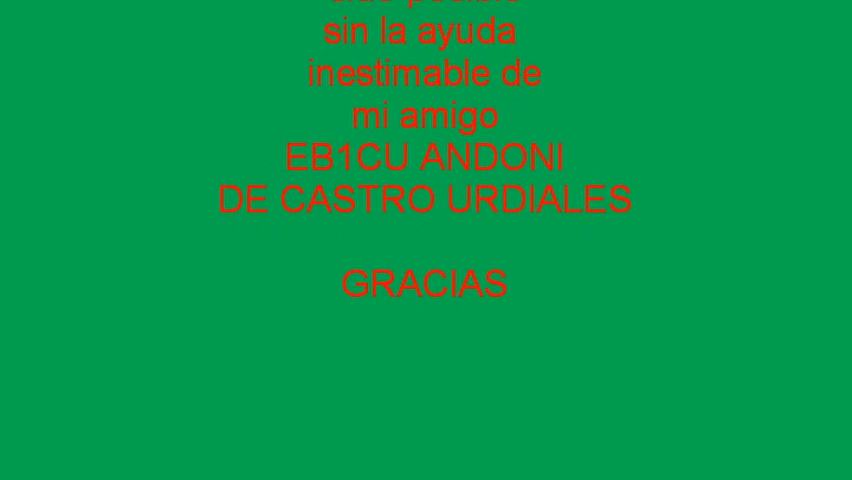 sin la ayuda
inestimable de
mi amigo
EB1CU ANDONI
DE CASTRO URDIALES
GRACIAS